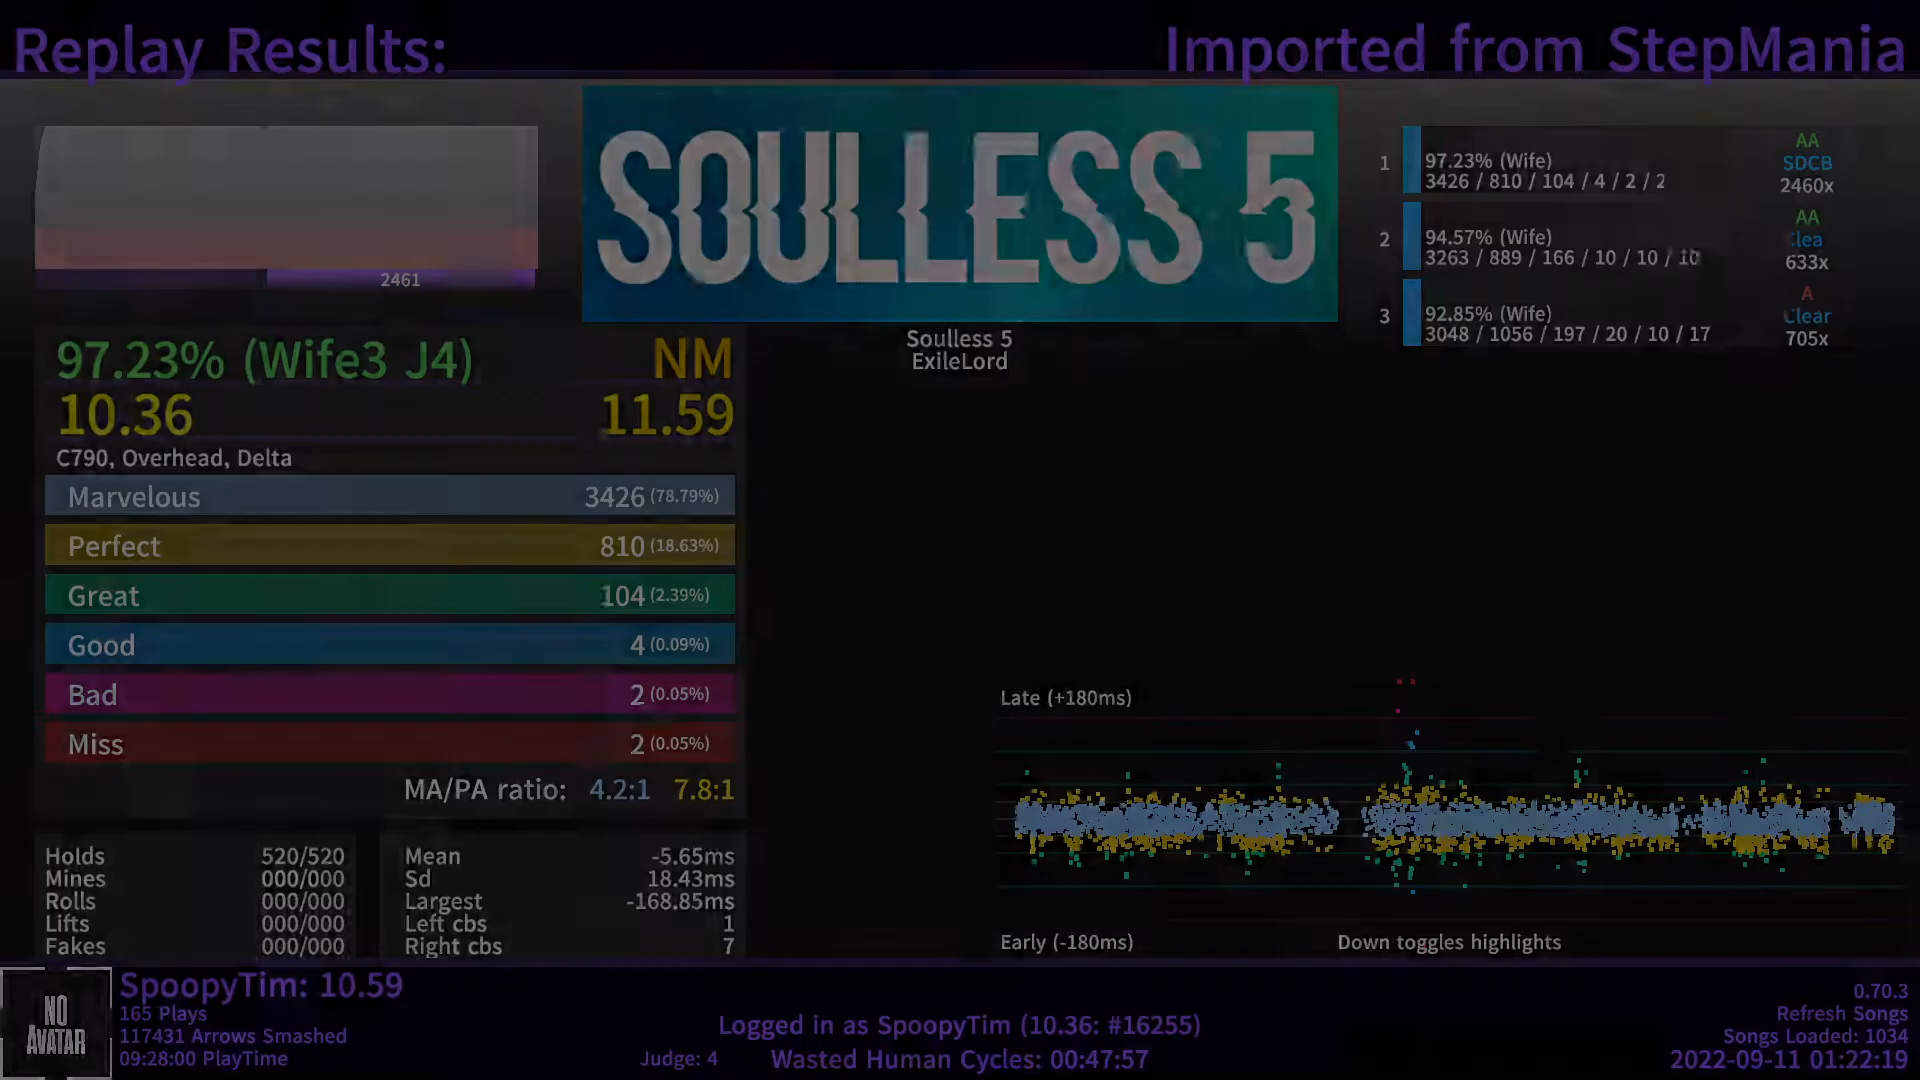 Replay Results:
Imported from StepMania
2461
SOULLESS 5
Soulless 5
ExileLord
1
97.23% (Wife)
3426 / 810 / 104 / 4 / 2 / 2
AA
SDCB
2460x
2
94.57% (Wife)
3263 / 889 / 166 / 10 / 10 / 10
AA
Clea
633x
3
92.85% (Wife)
3048 / 1056 / 197 / 20 / 10 / 17
A
Clear
705x
97.23% (Wife3 J4)
NM
10.36
11.59
C790, Overhead, Delta
Marvelous 3426 (78.79%)
Perfect 810 (18.63%)
Great 104 (2.39%)
Good 4 (0.09%)
Bad 2 (0.05%)
Miss 2 (0.05%)
MA/PA ratio: 4.2:1 7.8:1
Holds 520/520
Mines 000/000
Rolls 000/000
Lifts 000/000
Fakes 000/000
Mean -5.65ms
Sd 18.43ms
Largest -168.85ms
Left cbs 1
Right cbs 7
Late (+180ms)
Early (-180ms)
Down toggles highlights
NO
AVATAR
SpoopyTim: 10.59
165 Plays
117431 Arrows Smashed
09:28:00 PlayTime
Judge: 4
Logged in as SpoopyTim (10.36: #16255)
Wasted Human Cycles: 00:47:57
0.70.3
Refresh Songs
Songs Loaded: 1034
2022-09-11 01:22:19